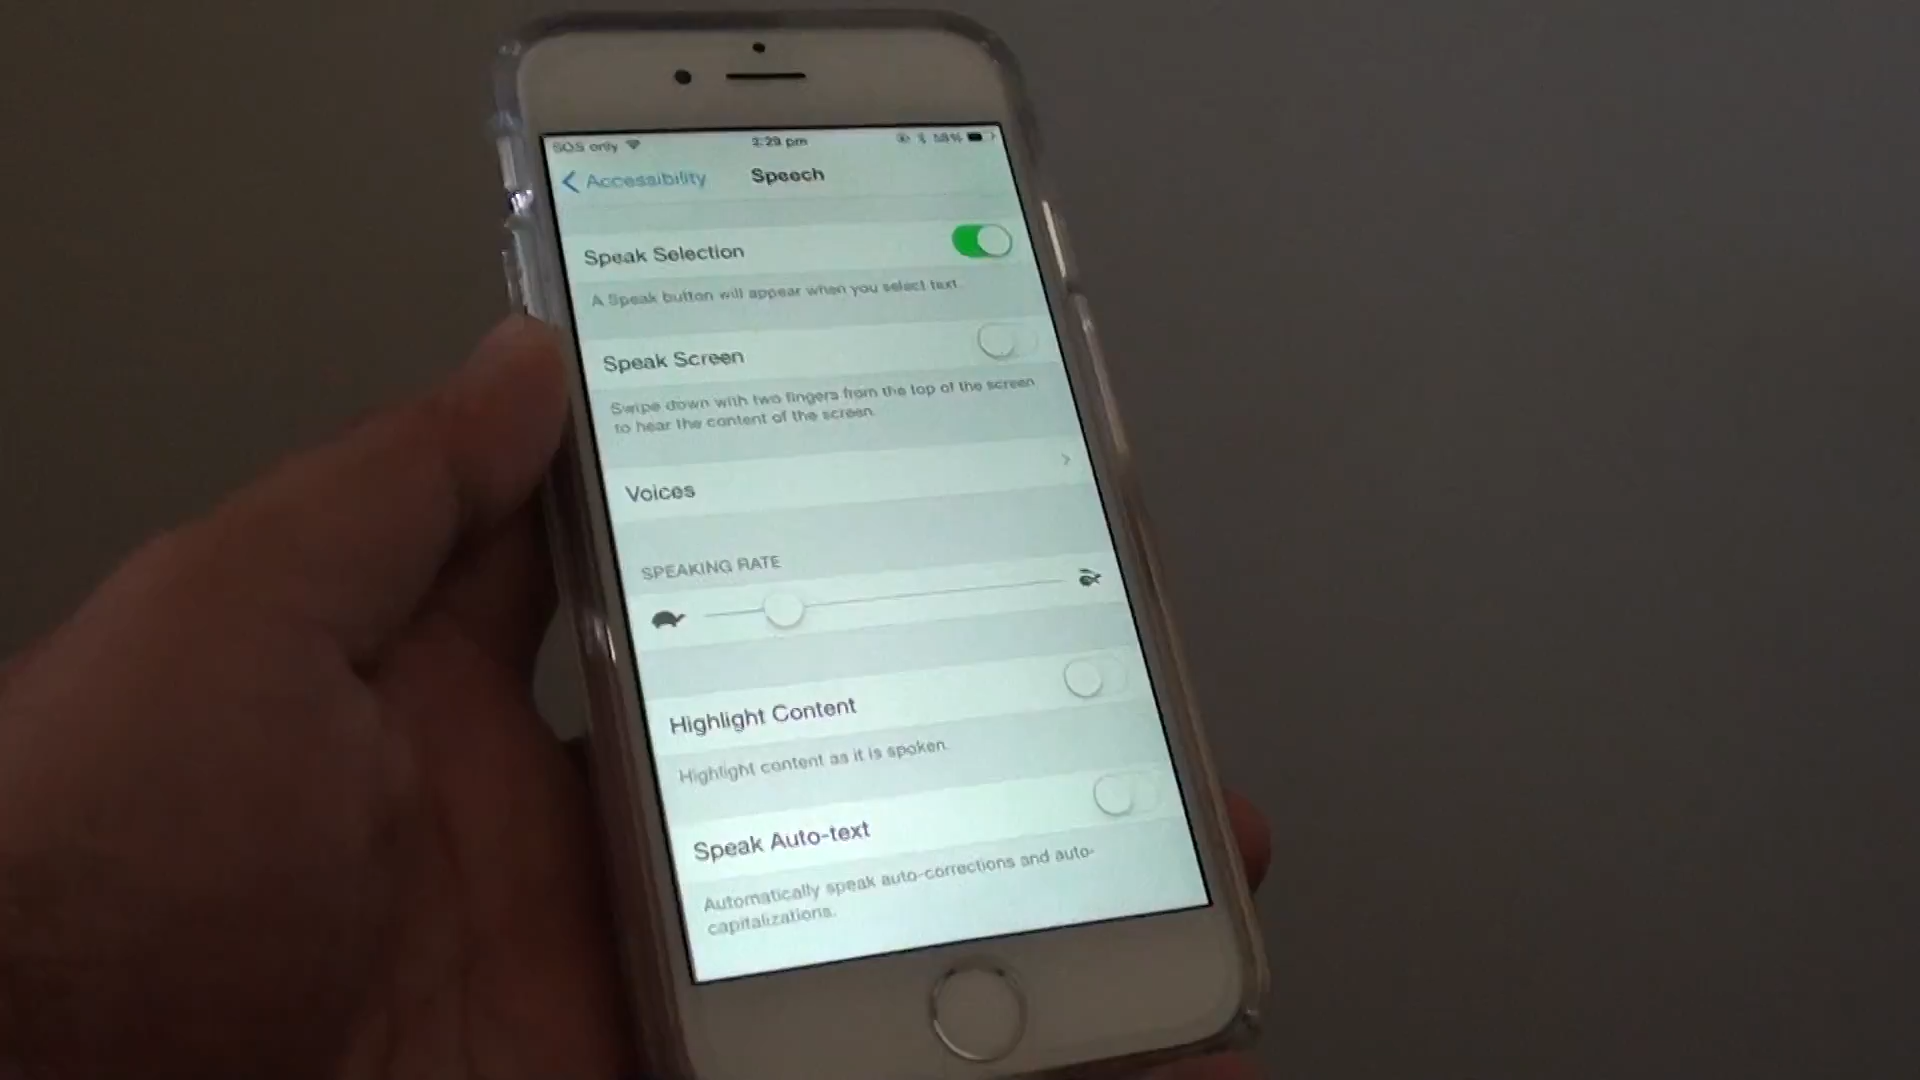 SOS only 2:29 pm 58%
Accessibility Speech
Speak Selection
A Speak button will appear when you select text.
Speak Screen
Swipe down with two fingers from the top of the screen
to hear the content of the screen.
Voices
SPEAKING RATE
Highlight Content
Highlight content as it is spoken.
Speak Auto-text
Automatically speak auto-corrections and auto-
capitalizations.